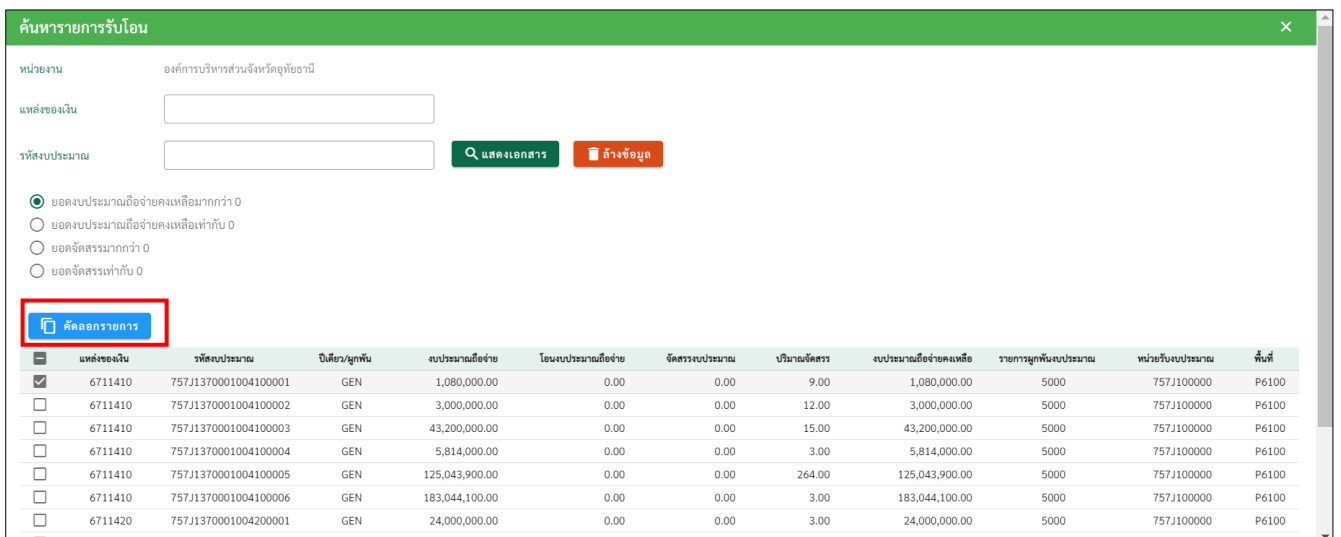 ค้นหารายการรับโอน
หน่วยงาน องค์การบริหารส่วนจังหวัดอุทัยธานี
แหล่งของเงิน
รหัสงบประมาณ แสดงเอกสาร ล้างข้อมูล
ยอดงบประมาณถือจ่ายคงเหลือมากกว่า 0
ยอดงบประมาณถือจ่ายคงเหลือเท่ากับ 0
ยอดจัดสรรมากกว่า 0
ยอดจัดสรรเท่ากับ 0
คัดลอกรายการ
แหล่งของเงิน รหัสงบประมาณ ปีเดียว/ผูกพัน งบประมาณถือจ่าย โอนงบประมาณถือจ่าย จัดสรรงบประมาณ ปริมาณจัดสรร งบประมาณถือจ่ายคงเหลือ รายการผูกพันงบประมาณ หน่วยรับงบประมาณ พื้นที่
6711410 757J1370001004100001 GEN 1,080,000.00 0.00 0.00 9.00 1,080,000.00 5000 757J100000 P6100
6711410 757J1370001004100002 GEN 3,000,000.00 0.00 0.00 12.00 3,000,000.00 5000 757J100000 P6100
6711410 757J1370001004100003 GEN 43,200,000.00 0.00 0.00 15.00 43,200,000.00 5000 757J100000 P6100
6711410 757J1370001004100004 GEN 5,814,000.00 0.00 0.00 3.00 5,814,000.00 5000 757J100000 P6100
6711410 757J1370001004100005 GEN 125,043,900.00 0.00 0.00 264.00 125,043,900.00 5000 757J100000 P6100
6711410 757J1370001004100006 GEN 183,044,100.00 0.00 0.00 3.00 183,044,100.00 5000 757J100000 P6100
6711420 757J1370001004200001 GEN 24,000,000.00 0.00 0.00 3.00 24,000,000.00 5000 757J100000 P6100